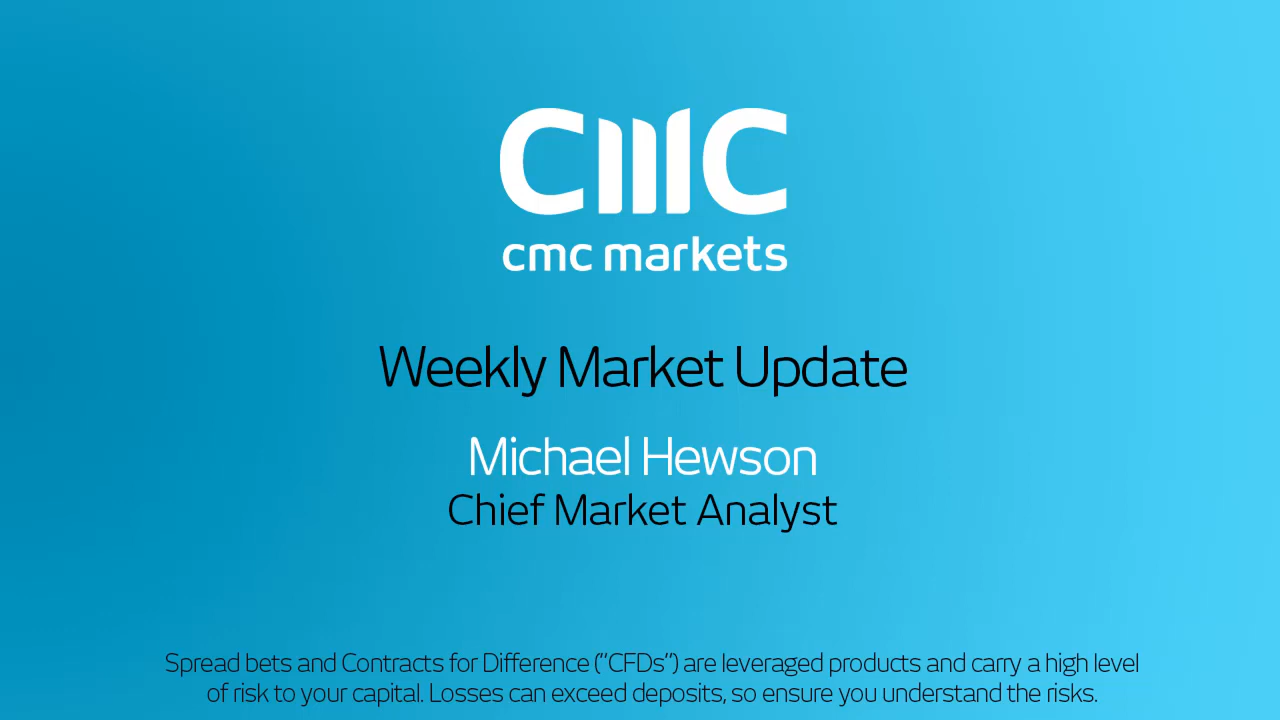 CMC
cmc markets
Weekly Market Update
Michael Hewson
Chief Market Analyst
Spread bets and Contracts for Difference (”CFDs”) are leveraged products and carry a high level
of risk to your capital. Losses can exceed deposits, so ensure you understand the risks.